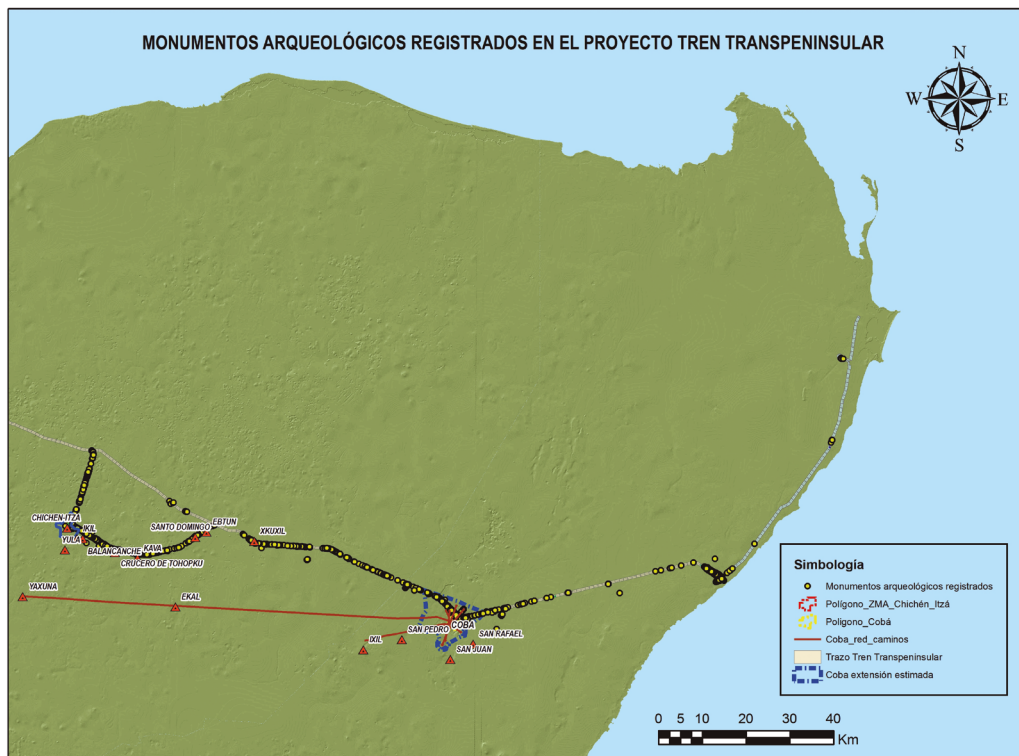 MONUMENTOS ARQUEOLÓGICOS REGISTRADOS EN EL PROYECTO TREN TRANSPENINSULAR
N
W E
S
CHICHEN-ITZA
IKIL
YULA
BALANCANCHE
KAVA
CRUCERO DE TOHOPKU
SANTO DOMINGO
EBTUN
XKUXIL
YAXUNA
EKAL
IXIL
SAN PEDRO
COBA
SAN RAFAEL
SAN JUAN
Simbología
Monumentos arqueológicos registrados
Polígono_ZMA_Chichén_Itzá
Poligono_Cobá
Coba_red_caminos
Trazo Tren Transpeninsular
Coba extensión estimada
0 5 10 20 30 40
Km